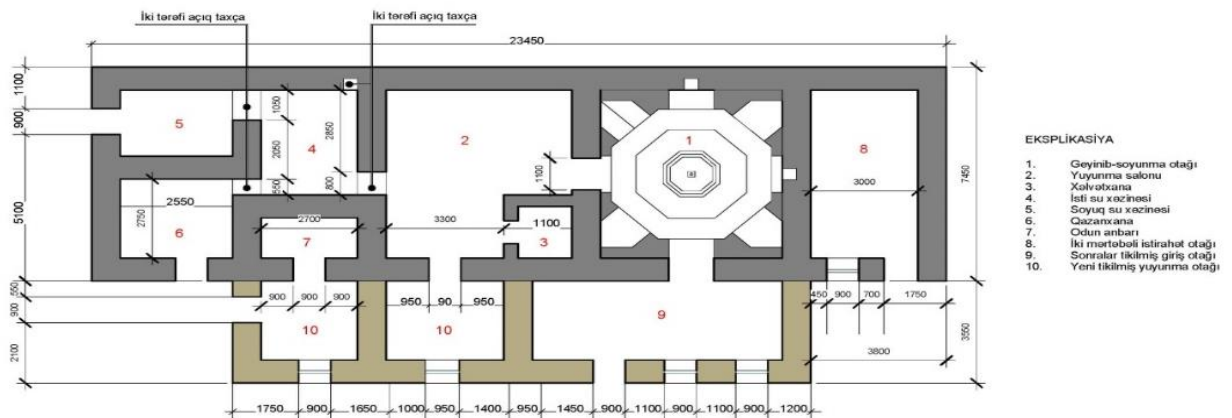 İki tərəfi açıq taxça
İki tərəfi açıq taxça
23450
1100
900
5100
550
900
2100
5
1050
2050
550
4
2850
800
2
1100
1
8
3000
7450
2550
2750
6
2700
7
3300
1100
3
900 900 900
950 90 950
10
10
9
450 900 700 1750
3550
3800
1750 900 1650 1000 950 1400 950 1450 900 1100 900 1100 900 1200
EKSPLİKASİYA
1. Geyinib-soyunma otağı
2. Yuyunma salonu
3. Xəlvətxana
4. İsti su xəzinəsi
5. Soyuq su xəzinəsi
6. Qazanxana
7. Odun anbarı
8. İki mərtəbəli istirahət otağı
9. Sonralar tikilmiş giriş otağı
10. Yeni tikilmiş yuyunma otağı